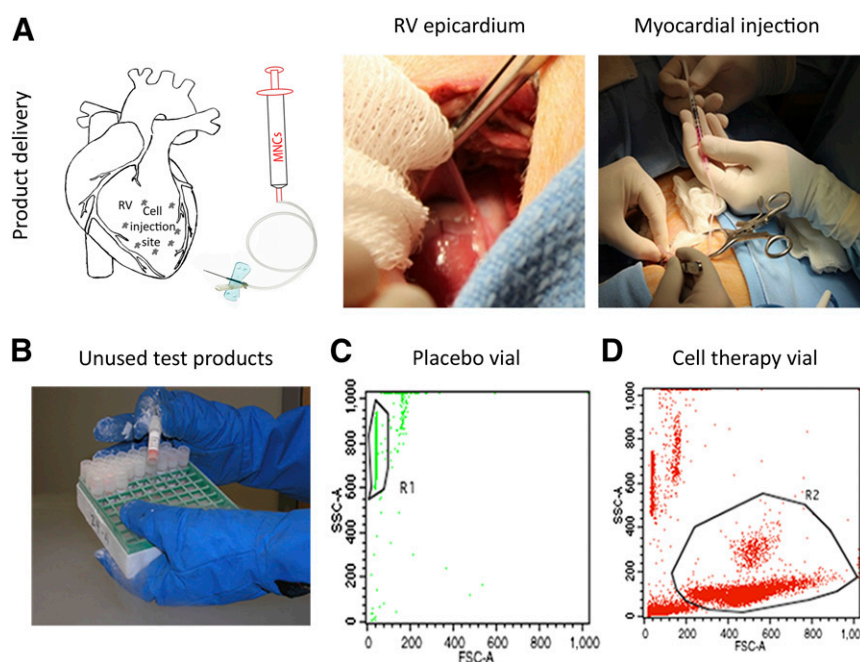 A
Product delivery
RV epicardium
Myocardial injection
MNCs
RV
Cell
injection
site
B
Unused test products
C
Placebo vial
D
Cell therapy vial
SSC-A
1,000
800
600
400
200
0
R1
0
200
400
600
800
1,000
FSC-A
SSC-A
1,000
800
600
400
200
0
R2
0
200
400
600
800
1,000
FSC-A